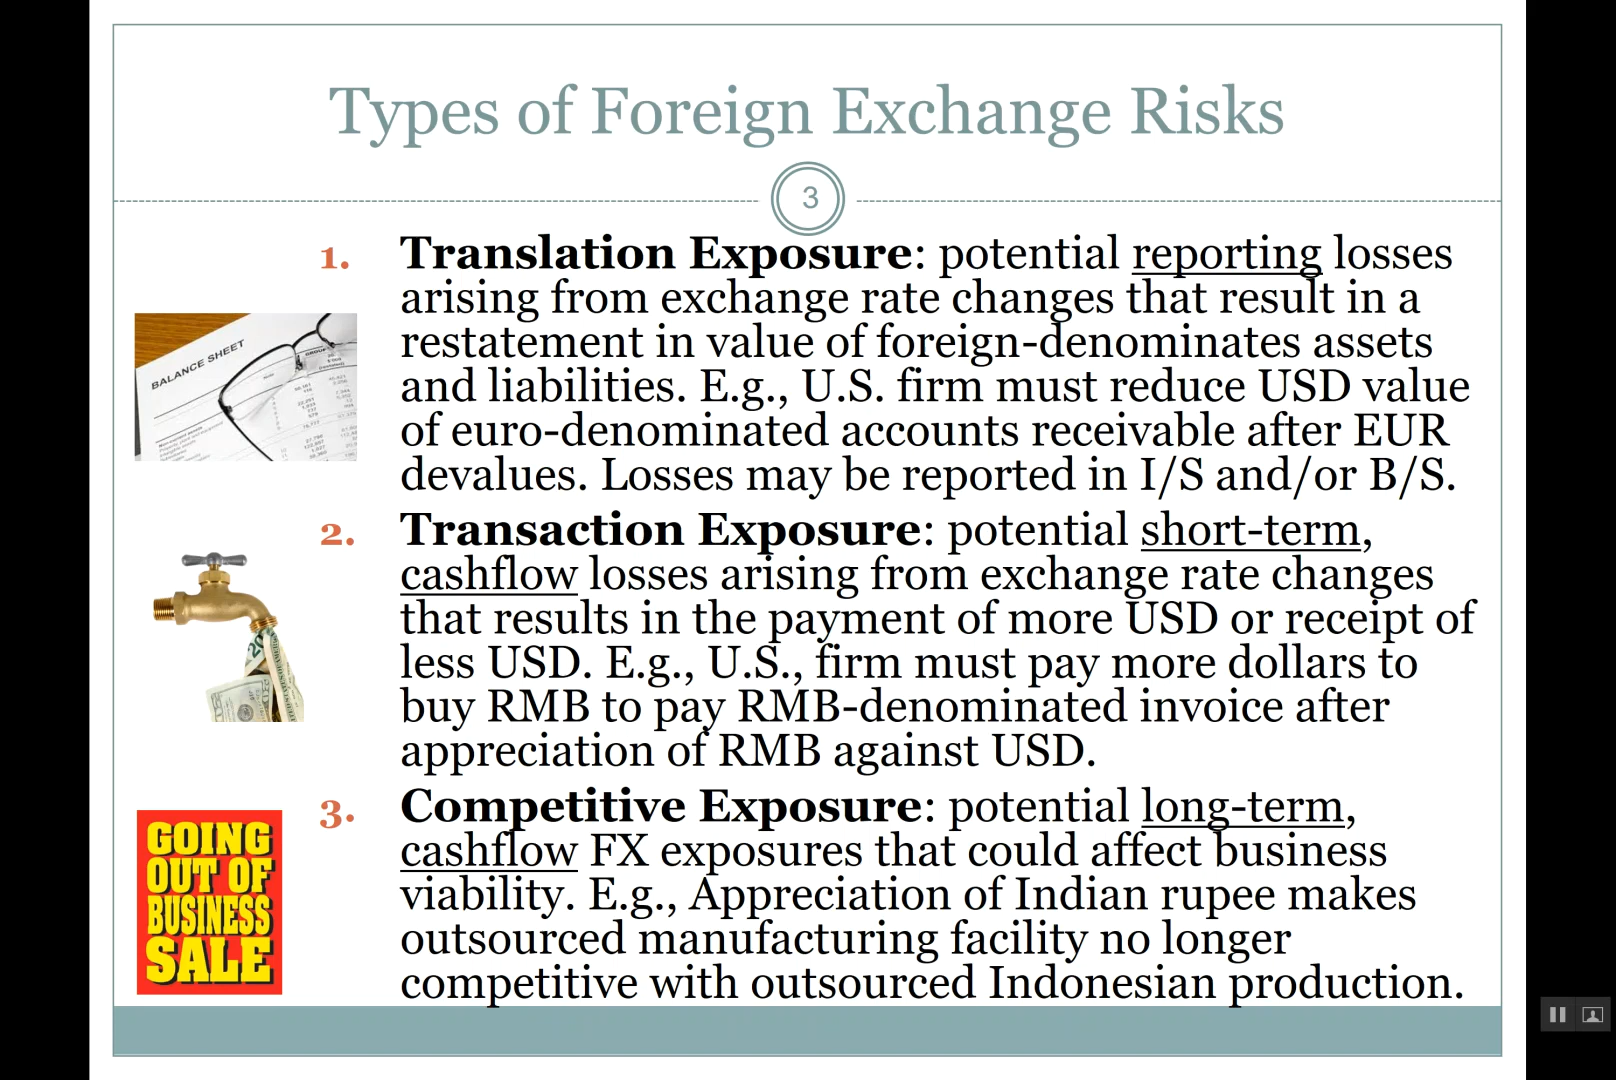 Types of Foreign Exchange Risks
3
1. Translation Exposure: potential reporting losses
arising from exchange rate changes that result in a
restatement in value of foreign-denominates assets
and liabilities. E.g., U.S. firm must reduce USD value
of euro-denominated accounts receivable after EUR
devalues. Losses may be reported in I/S and/or B/S.
BALANCE SHEET
2. Transaction Exposure: potential short-term,
cashflow losses arising from exchange rate changes
that results in the payment of more USD or receipt of
less USD. E.g., U.S., firm must pay more dollars to
buy RMB to pay RMB-denominated invoice after
appreciation of RMB against USD.
3. Competitive Exposure: potential long-term,
cashflow FX exposures that could affect business
viability. E.g., Appreciation of Indian rupee makes
outsourced manufacturing facility no longer
competitive with outsourced Indonesian production.
GOING
OUT OF
BUSINESS
SALE